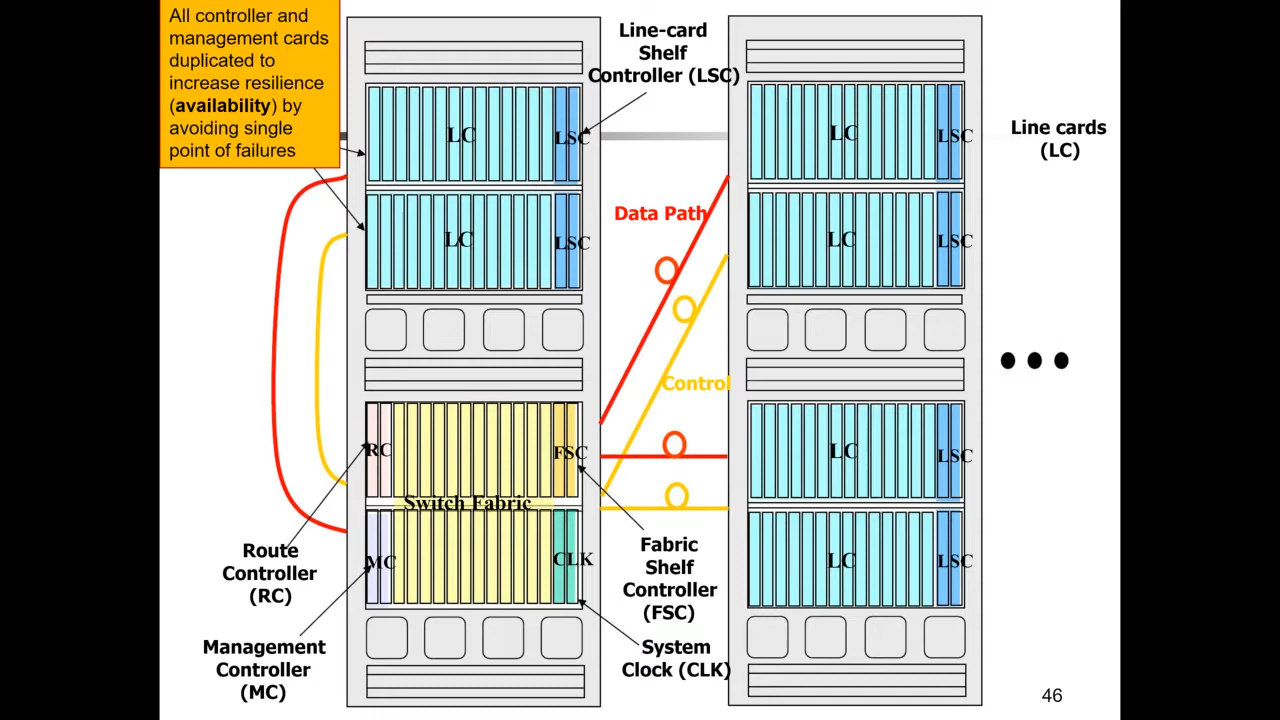 All controller and
management cards
duplicated to
increase resilience
(availability) by
avoiding single
point of failures
Line-card
Shelf
Controller (LSC)
Line cards
(LC)
LC
LSC
LC
LSC
LC
LSC
LC
LSC
Data Path
Control
RC
FSC
Switch Fabric
MC
CLK
LC
LSC
LC
LSC
Route
Controller
(RC)
Management
Controller
(MC)
Fabric
Shelf
Controller
(FSC)
System
Clock (CLK)
46